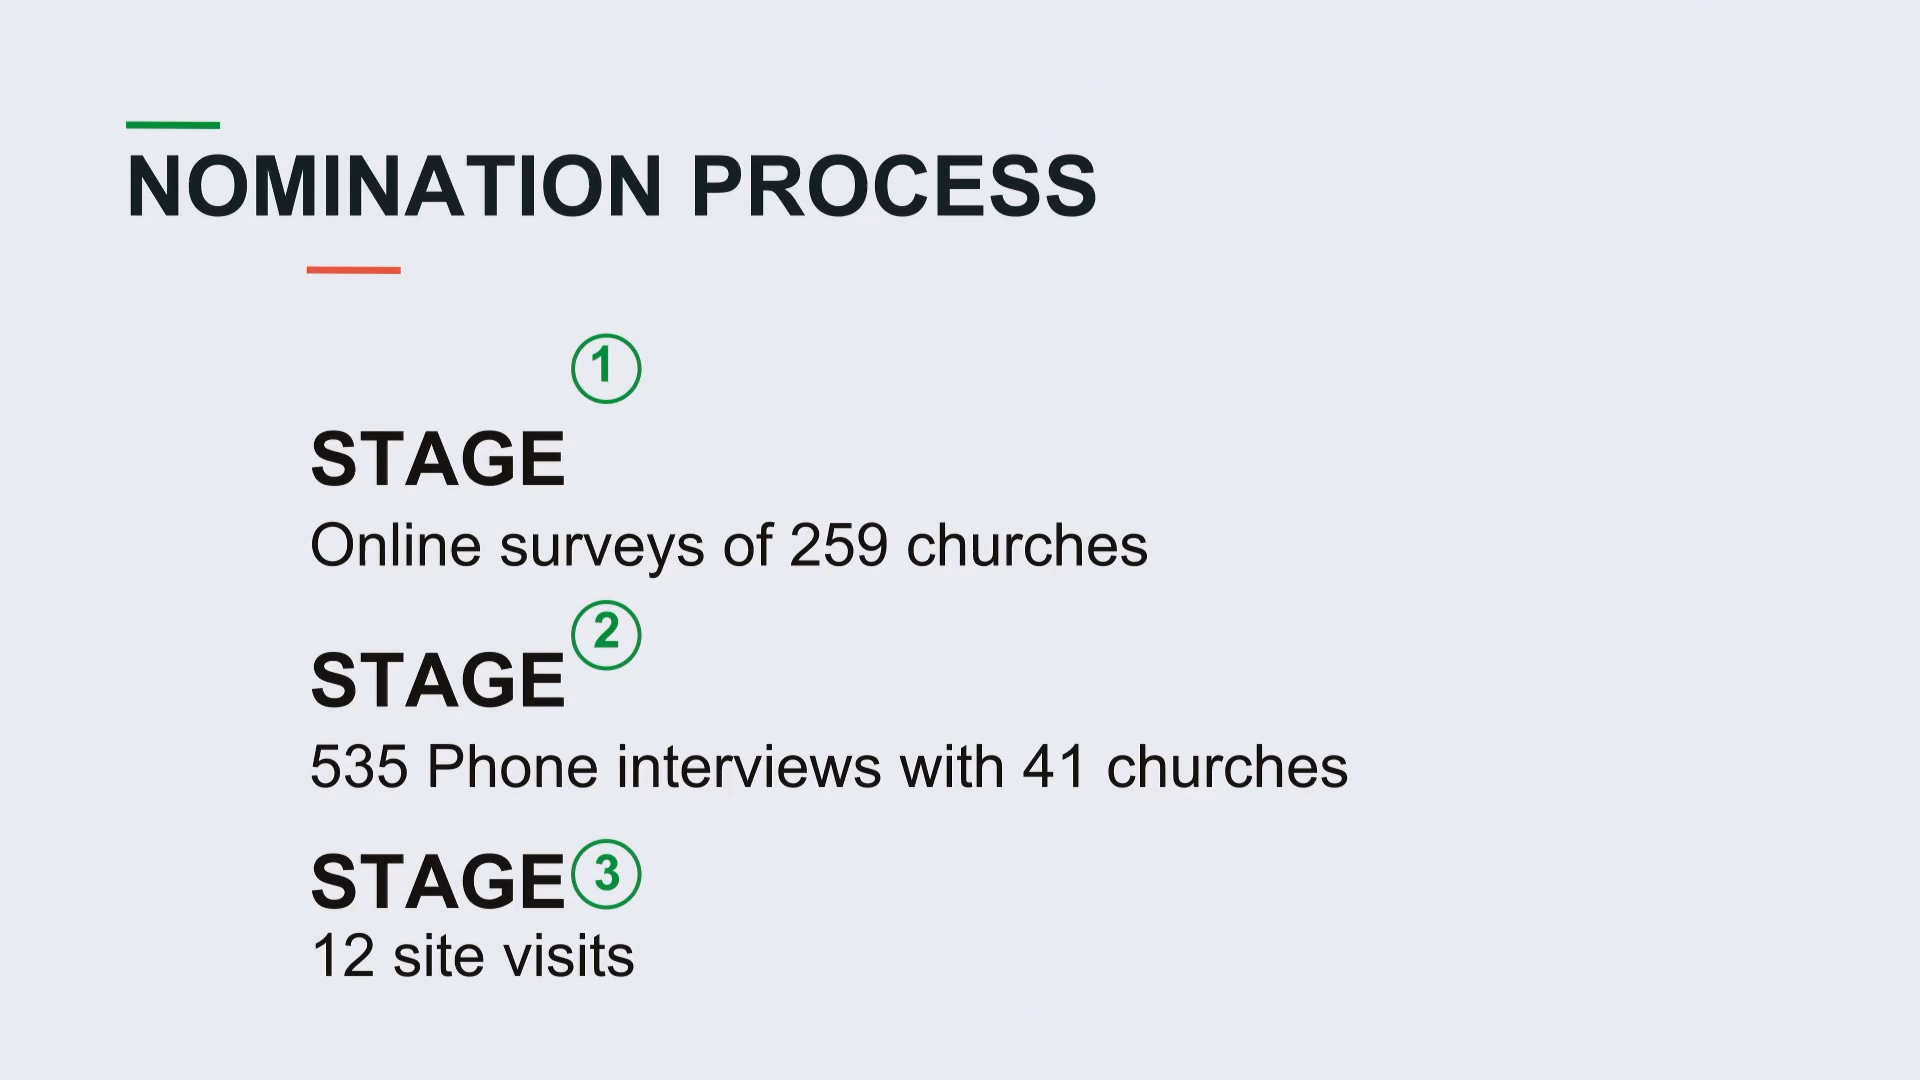 NOMINATION PROCESS
1
STAGE
Online surveys of 259 churches
2
STAGE
535 Phone interviews with 41 churches
STAGE 3
12 site visits